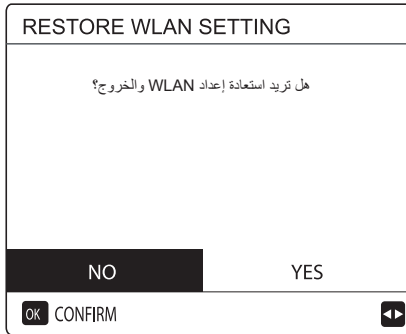 RESTORE WLAN SETTING
هل تريد استعادة إعداد WLAN والخروج؟
NO YES
OK CONFIRM